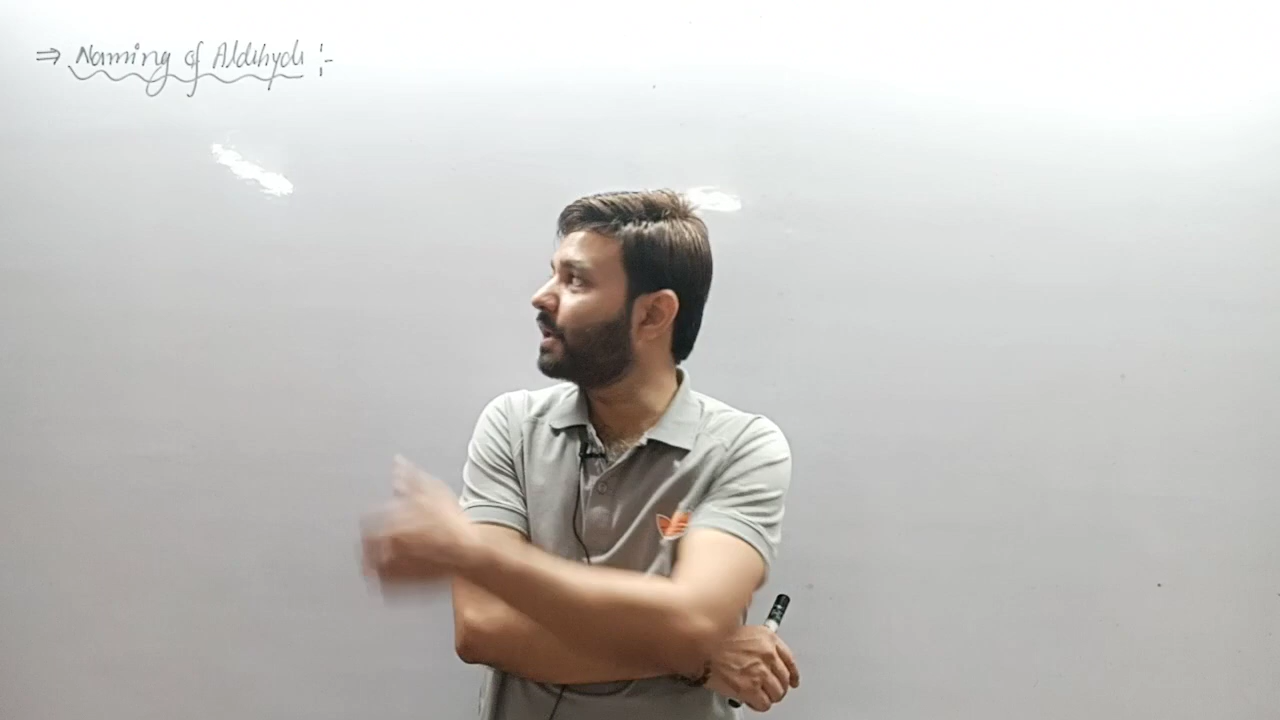 ⇒ Naming of Aldehyde :-